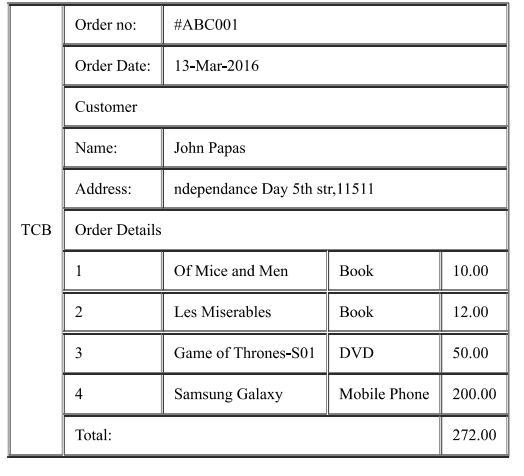 Order no: #ABC001
Order Date: 13-Mar-2016
Customer
Name: John Papas
Address: ndependance Day 5th str,11511
TCB Order Details
1 Of Mice and Men Book 10.00
2 Les Miserables Book 12.00
3 Game of Thrones-S01 DVD 50.00
4 Samsung Galaxy Mobile Phone 200.00
Total: 272.00